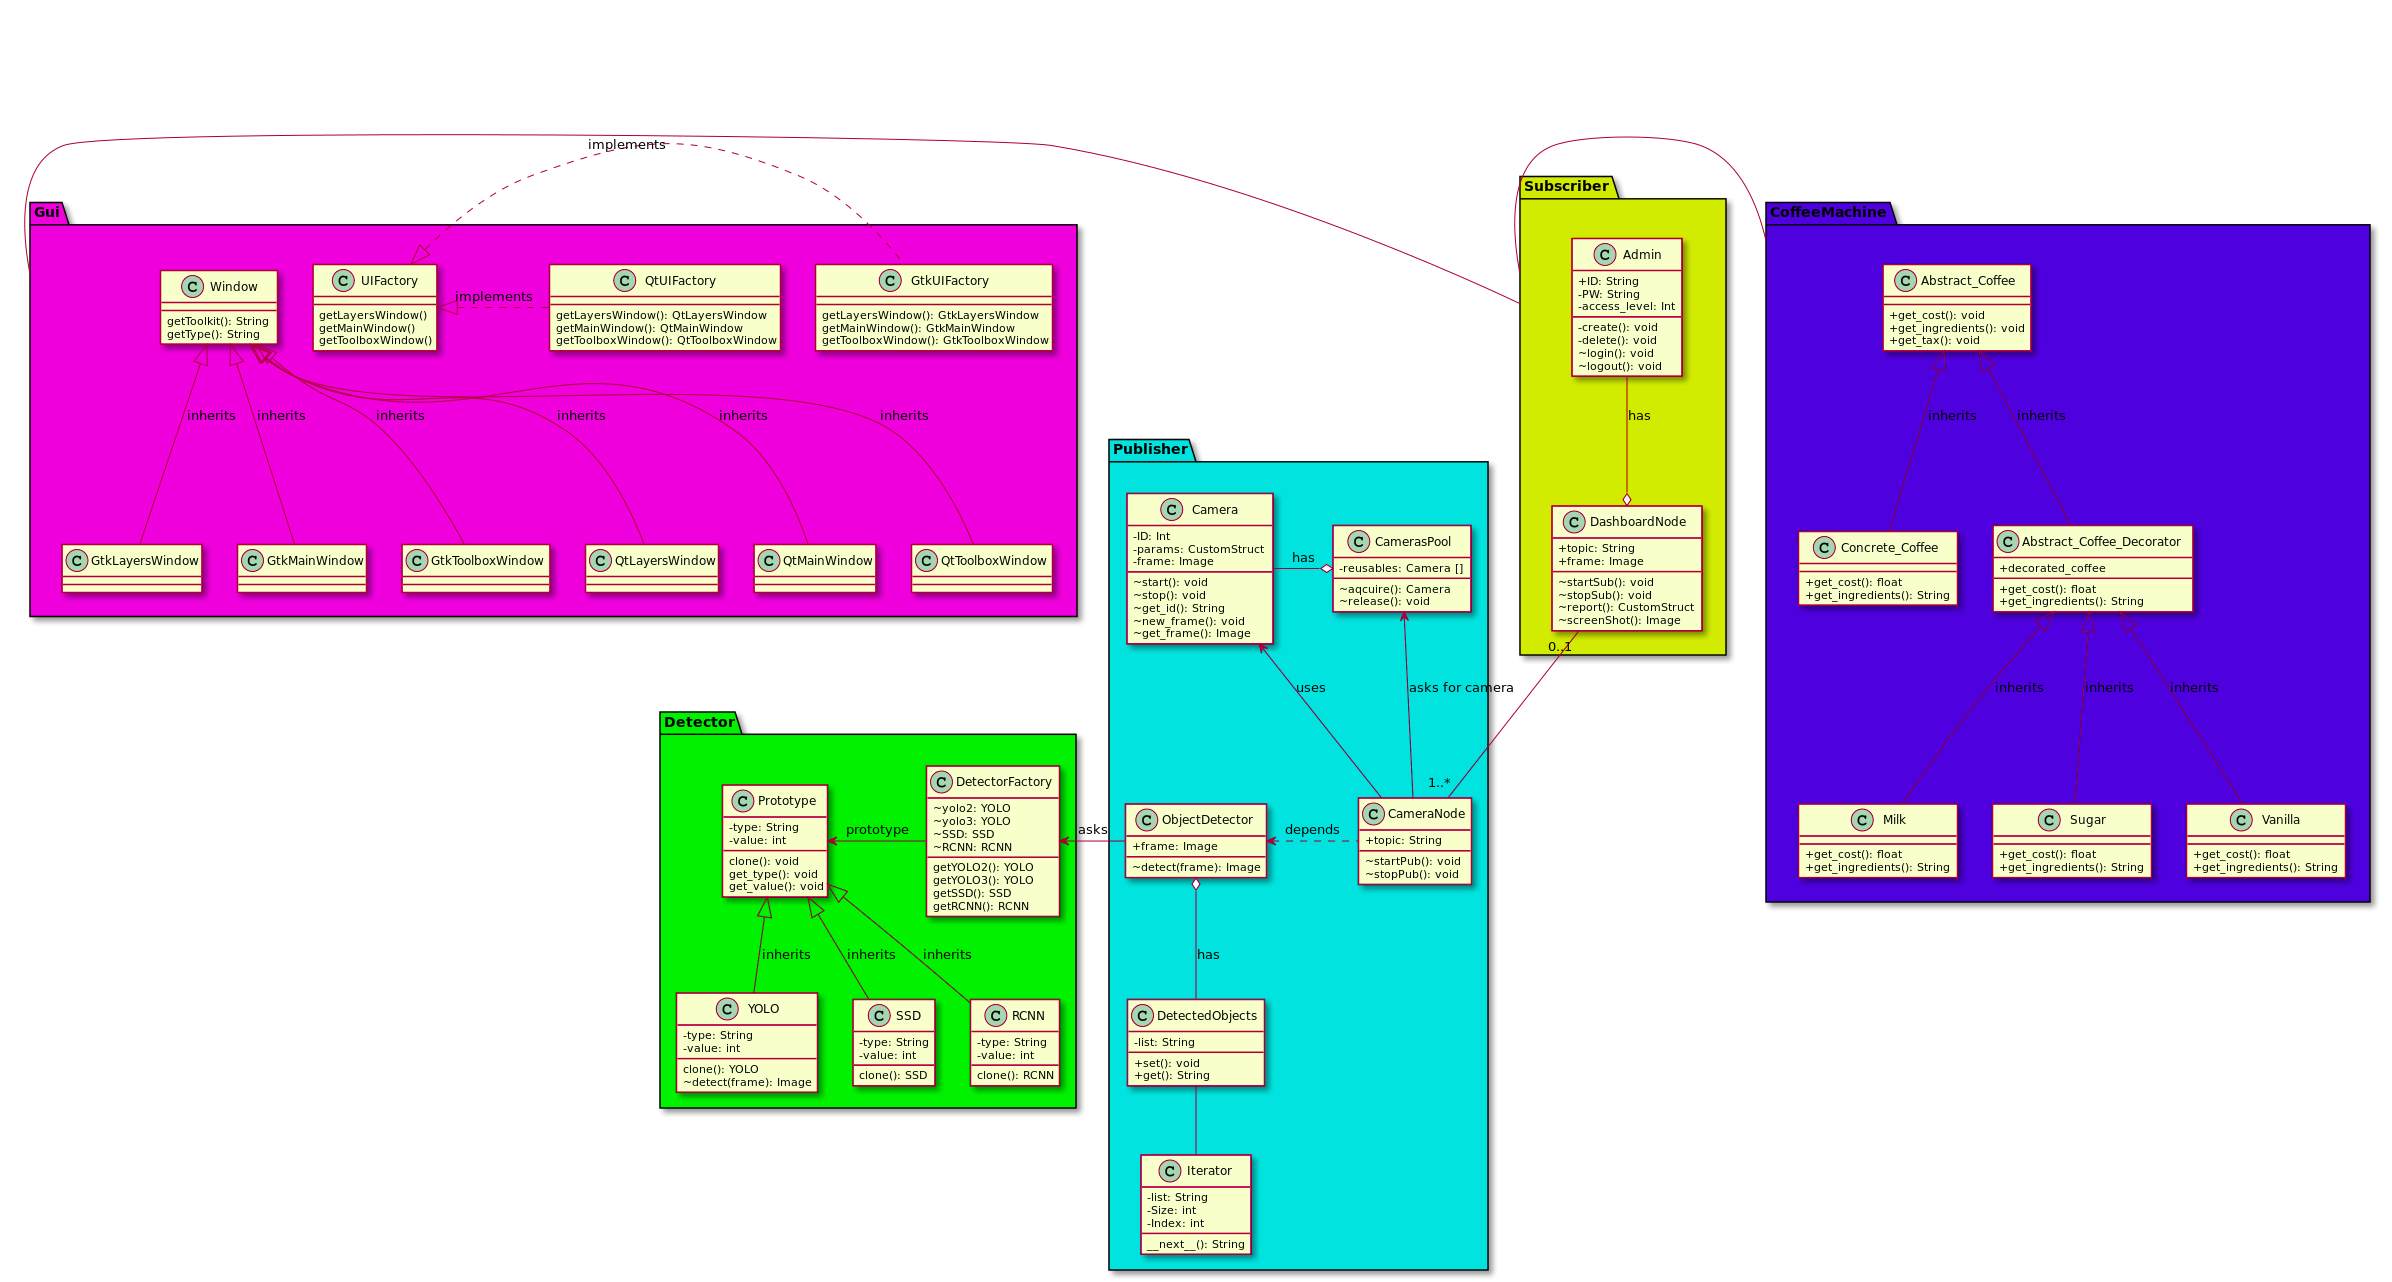 implements
Gui
Window
getToolkit(): String
getType(): String
UIFactory
getLayersWindow()
getMainWindow()
getToolboxWindow()
implements
QtUIFactory
getLayersWindow(): QtLayersWindow
getMainWindow(): QtMainWindow
getToolboxWindow(): QtToolboxWindow
GtkUIFactory
getLayersWindow(): GtkLayersWindow
getMainWindow(): GtkMainWindow
getToolboxWindow(): GtkToolboxWindow
inherits
inherits
inherits
inherits
inherits
inherits
GtkLayersWindow
GtkMainWindow
GtkToolboxWindow
QtLayersWindow
QtMainWindow
QtToolboxWindow
Subscriber
Admin
+ID: String
-PW: String
-access_level: Int
-create(): void
-delete(): void
~login(): void
~logout(): void
has
DashboardNode
+topic: String
+frame: Image
~startSub(): void
~stopSub(): void
~report(): CustomStruct
~screenShot(): Image
0..1
CoffeeMachine
Abstract_Coffee
+get_cost(): void
+get_ingredients(): void
+get_tax(): void
inherits
inherits
Concrete_Coffee
+get_cost(): float
+get_ingredients(): String
Abstract_Coffee_Decorator
+decorated_coffee
+get_cost(): float
+get_ingredients(): String
inherits
inherits
inherits
Milk
+get_cost(): float
+get_ingredients(): String
Sugar
+get_cost(): float
+get_ingredients(): String
Vanilla
+get_cost(): float
+get_ingredients(): String
Publisher
Camera
-ID: Int
-params: CustomStruct
-frame: Image
~start(): void
~stop(): void
~get_id(): String
~new_frame(): void
~get_frame(): Image
has
CamerasPool
-reusables: Camera []
~aqcuire(): Camera
~release(): void
uses
asks for camera
1..*
ObjectDetector
+frame: Image
~detect(frame): Image
depends
CameraNode
+topic: String
~startPub(): void
~stopPub(): void
has
DetectedObjects
-list: String
+set(): void
+get(): String
Iterator
-list: String
-Size: int
-Index: int
__next__(): String
Detector
Prototype
-type: String
-value: int
clone(): void
get_type(): void
get_value(): void
prototype
DetectorFactory
~yolo2: YOLO
~yolo3: YOLO
~SSD: SSD
~RCNN: RCNN
getYOLO2(): YOLO
getYOLO3(): YOLO
getSSD(): SSD
getRCNN(): RCNN
asks
inherits
inherits
inherits
YOLO
-type: String
-value: int
clone(): YOLO
~detect(frame): Image
SSD
-type: String
-value: int
clone(): SSD
RCNN
-type: String
-value: int
clone(): RCNN